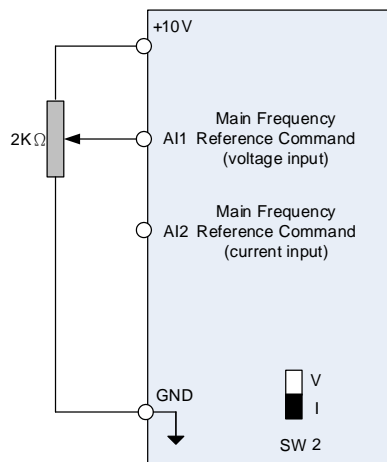 +10V
2KΩ
AI1
Main Frequency
Reference Command
(voltage input)
AI2
Main Frequency
Reference Command
(current input)
GND
V
I
SW 2